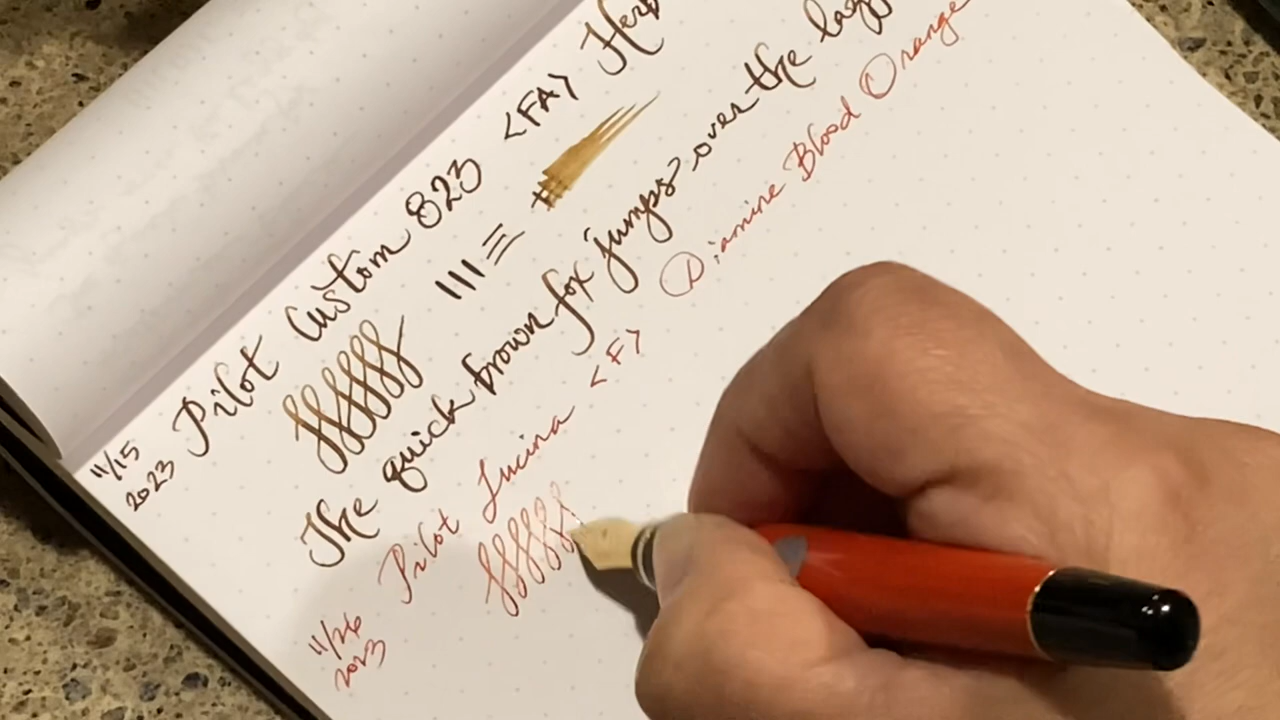 11/15
2023
Pilot Custom 823 <FA>
The quick brown fox jumps over the lazy
11/26
2023
Pilot Lucina <F> Diamine Blood Orange